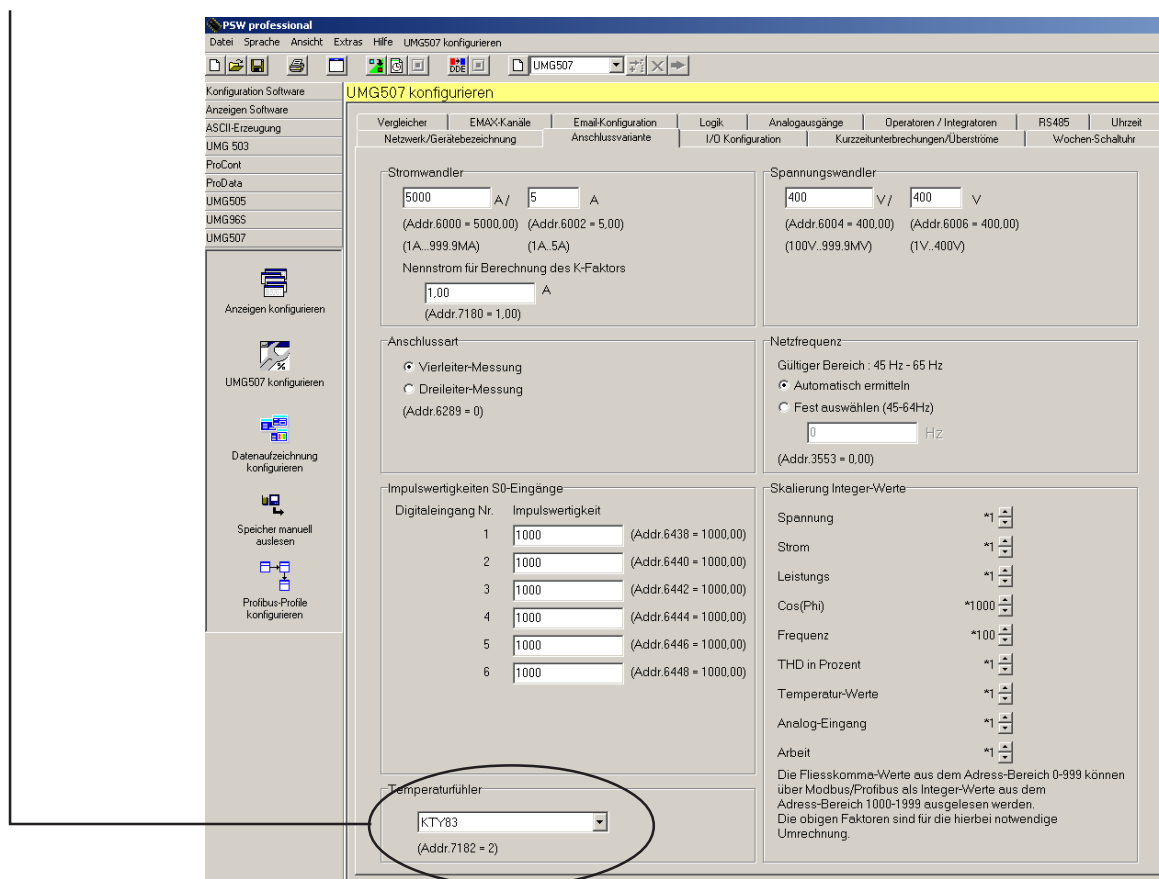 PSW professional
Datei Sprache Ansicht Extras Hilfe UMG507 konfigurieren
DDE UMG507
Konfiguration Software
Anzeigen Software
ASCII-Erzeugung
UMG 503
ProCont
ProData
UMG505
UMG96S
UMG507
Anzeigen konfigurieren
UMG507 konfigurieren
Datenaufzeichnung
konfigurieren
Speicher manuell
auslesen
Profibus-Profile
konfigurieren
UMG507 konfigurieren
Vergleicher EMAX-Kanäle Email-Konfiguration Logik Analogausgänge Operatoren / Integratoren RS485 Uhrzeit
Netzwerk/Gerätebezeichnung Anschlussvariante I/O Konfiguration Kurzzeitunterbrechungen/Überströme Wochen-Schaltuhr
Stromwandler
5000 A/ 5 A
(Addr.6000 = 5000,00) (Addr.6002 = 5,00)
(1A...999.9MA) (1A..5A)
Nennstrom für Berechnung des K-Faktors
1,00 A
(Addr.7180 = 1,00)
Spannungswandler
400 V/ 400 V
(Addr.6004 = 400,00) (Addr.6006 = 400,00)
(100V..999.9MV) (1V..400V)
Anschlussart
Vierleiter-Messung
Dreileiter-Messung
(Addr.6289 = 0)
Netzfrequenz
Gültiger Bereich : 45 Hz - 65 Hz
Automatisch ermitteln
Fest auswählen (45-64Hz)
0 Hz
(Addr.3553 = 0,00)
Impulswertigkeiten S0-Eingänge
Digitaleingang Nr. Impulswertigkeit
1 1000 (Addr.6438 = 1000,00)
2 1000 (Addr.6440 = 1000,00)
3 1000 (Addr.6442 = 1000,00)
4 1000 (Addr.6444 = 1000,00)
5 1000 (Addr.6446 = 1000,00)
6 1000 (Addr.6448 = 1000,00)
Skalierung Integer-Werte
Spannung *1
Strom *1
Leistungs *1
Cos(Phi) *1000
Frequenz *100
THD in Prozent *1
Temperatur-Werte *1
Analog-Eingang *1
Arbeit *1
Die Fliesskomma-Werte aus dem Adress-Bereich 0-999 können
über Modbus/Profibus als Integer-Werte aus dem
Adress-Bereich 1000-1999 ausgelesen werden.
Die obigen Faktoren sind für die hierbei notwendige
Umrechnung.
Temperaturfühler
KTY83
(Addr.7182 = 2)